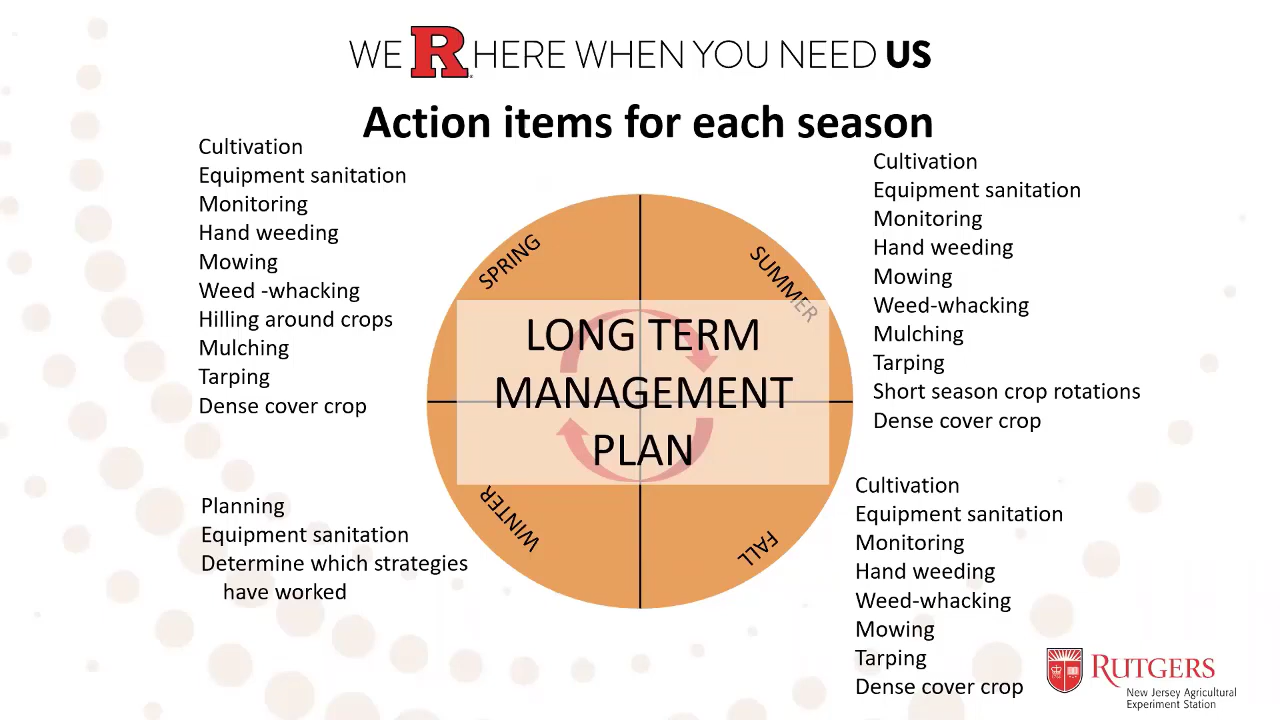 WE R HERE WHEN YOU NEED US
Action items for each season
Cultivation
Equipment sanitation
Monitoring
Hand weeding
Mowing
Weed -whacking
Hilling around crops
Mulching
Tarping
Dense cover crop
Cultivation
Equipment sanitation
Monitoring
Hand weeding
Mowing
Weed-whacking
Mulching
Tarping
Short season crop rotations
Dense cover crop
SPRING
SUMMER
LONG TERM
MANAGEMENT
PLAN
WINTER
FALL
Planning
Equipment sanitation
Determine which strategies
have worked
Cultivation
Equipment sanitation
Monitoring
Hand weeding
Weed-whacking
Mowing
Tarping
Dense cover crop
RUTGERS
New Jersey Agricultural
Experiment Station